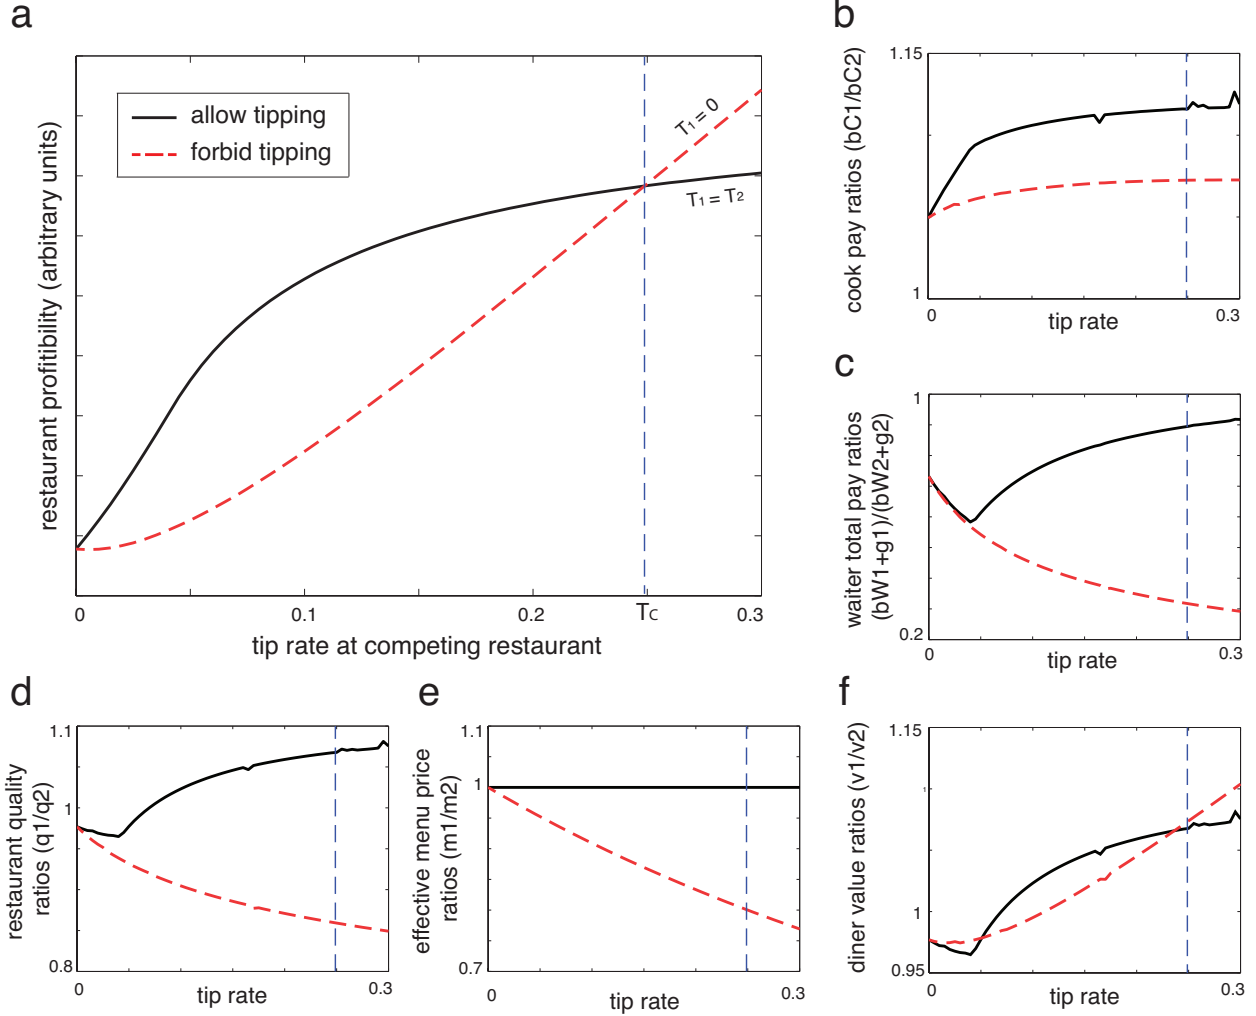 a
restaurant profitibility (arbitrary units)
allow tipping
forbid tipping
T1 = 0
T1 = T2
0
0.1
0.2
TC
0.3
tip rate at competing restaurant
b
cook pay ratios (bC1/bC2)
1.15
1
0
tip rate
0.3
c
waiter total pay ratios
(bW1+g1)/(bW2+g2)
1
0.2
0
tip rate
0.3
d
restaurant quality
ratios (q1/q2)
1.1
1
0.8
0
tip rate
0.3
e
effective menu price
ratios (m1/m2)
1.1
1
0.7
0
tip rate
0.3
f
diner value ratios (v1/v2)
1.15
1
0.95
0
tip rate
0.3